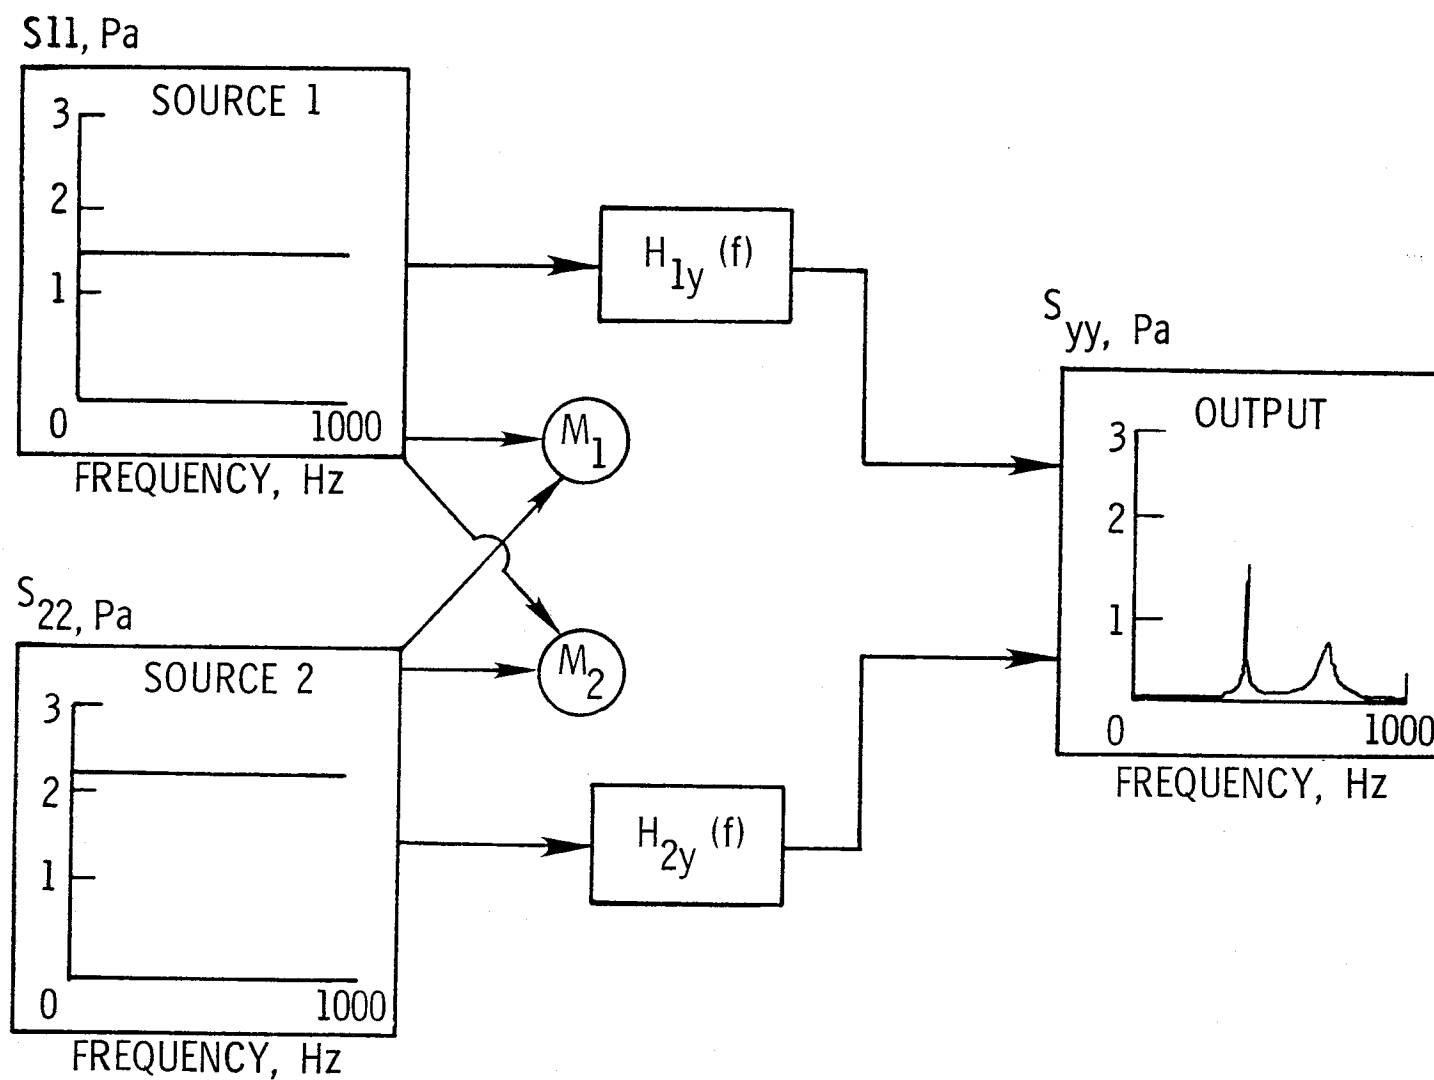 S11, Pa
SOURCE 1
3
2
1
0
1000
FREQUENCY, Hz
H1y (f)
M1
S22, Pa
SOURCE 2
3
2
1
0
1000
FREQUENCY, Hz
M2
H2y (f)
Syy, Pa
OUTPUT
3
2
1
0
1000
FREQUENCY, Hz